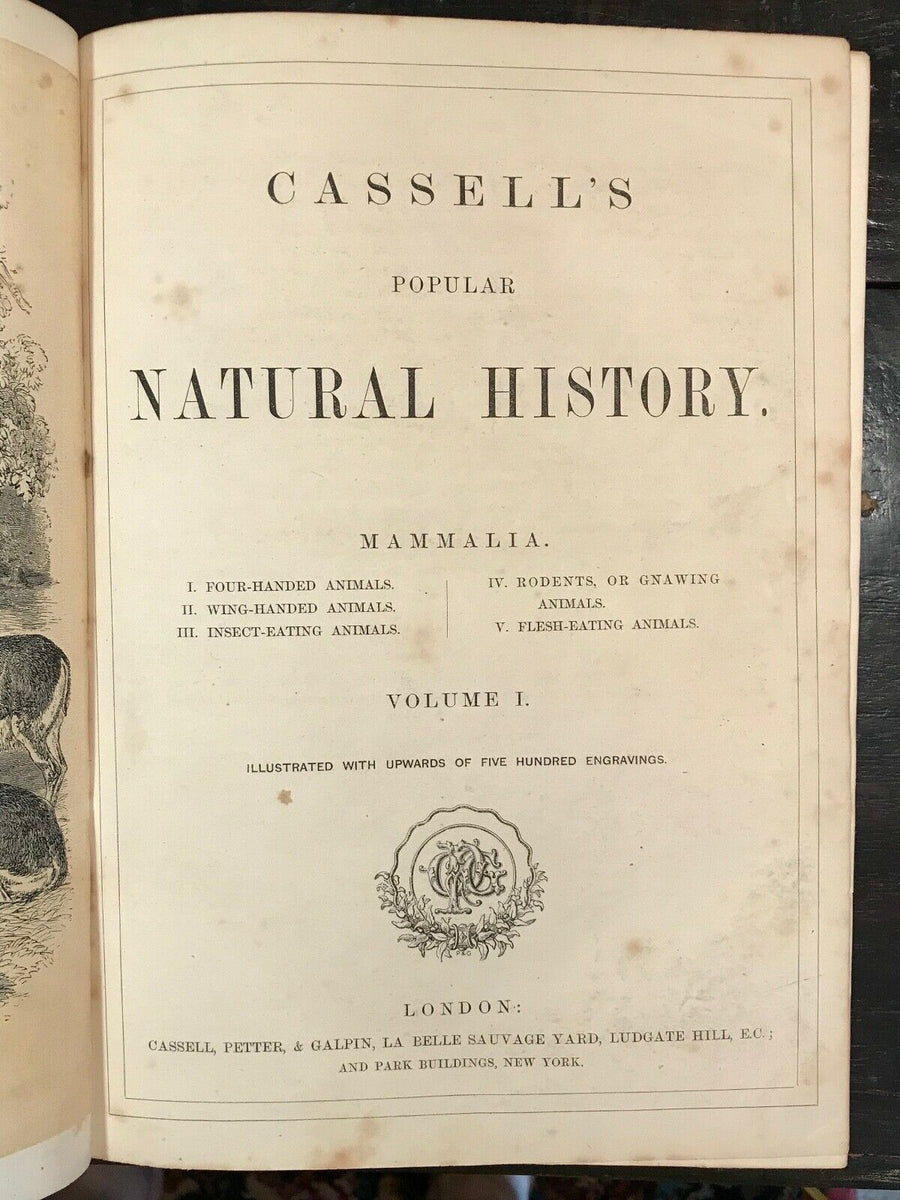 CASSELL'S
POPULAR
NATURAL HISTORY.
MAMMALIA.
I. FOUR-HANDED ANIMALS.
II. WING-HANDED ANIMALS.
III. INSECT-EATING ANIMALS.
IV. RODENTS, OR GNAWING
ANIMALS.
V. FLESH-EATING ANIMALS.
VOLUME I.
ILLUSTRATED WITH UPWARDS OF FIVE HUNDRED ENGRAVINGS.
LONDON:
CASSELL, PETTER, & GALPIN, LA BELLE SAUVAGE YARD, LUDGATE HILL, E.C.;
AND PARK BUILDINGS, NEW YORK.